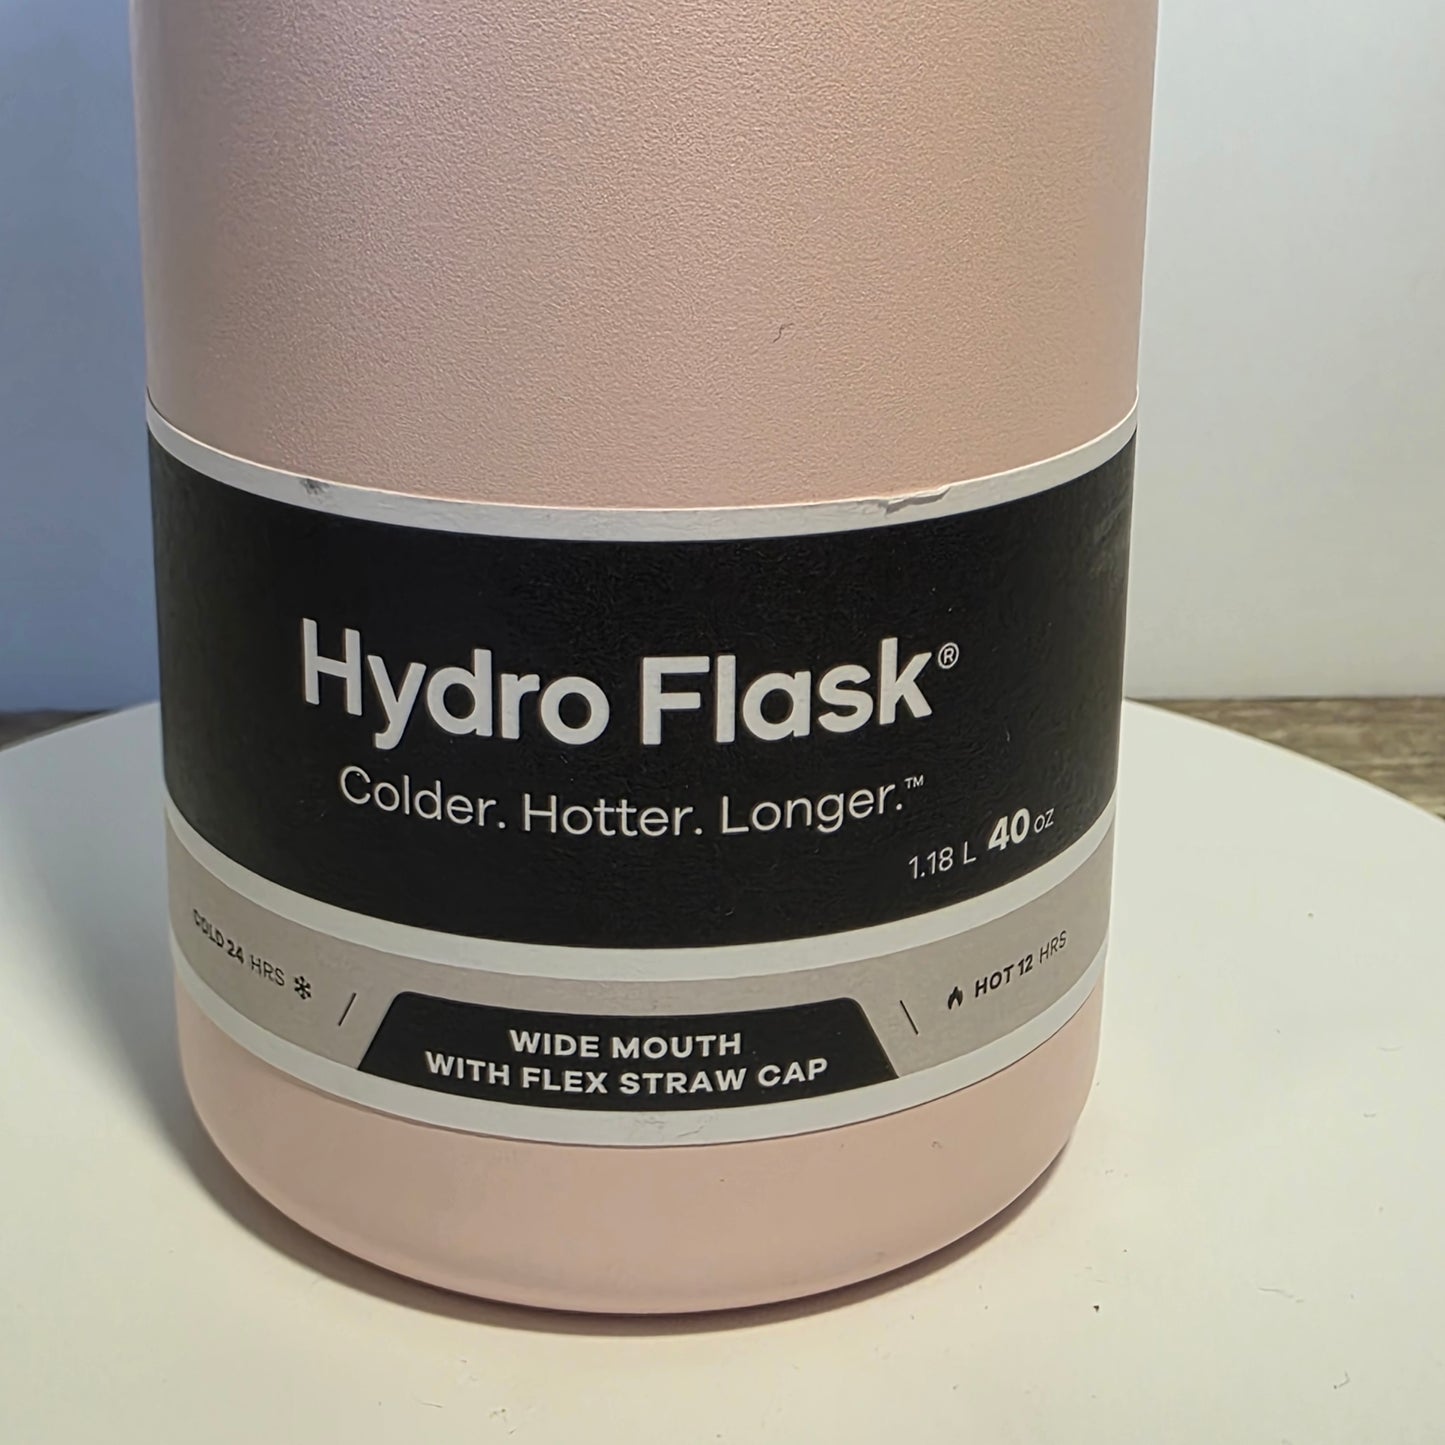 Hydro Flask®
Colder. Hotter. Longer.™
1.18 L 40 oz
COLD 24 HRS
HOT 12 HRS
WIDE MOUTH
WITH FLEX STRAW CAP